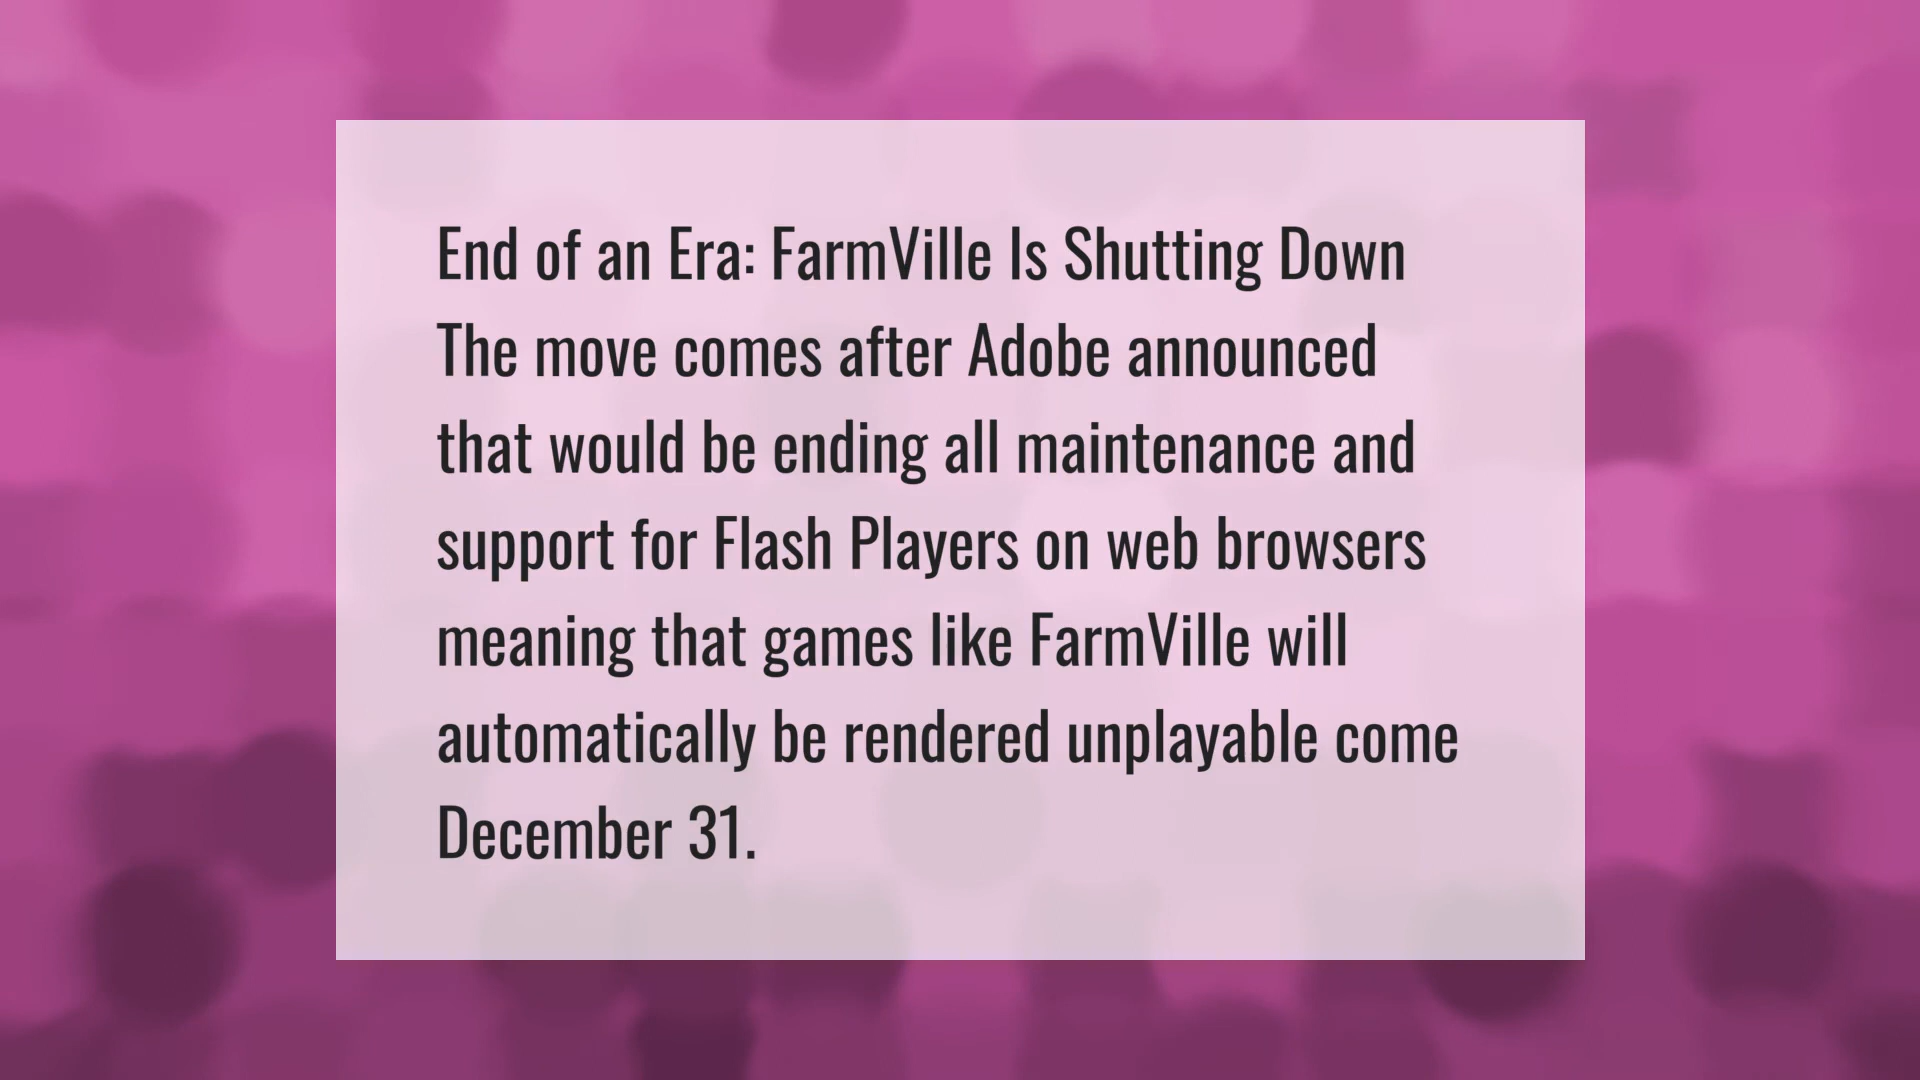 End of an Era: FarmVille Is Shutting Down
The move comes after Adobe announced
that would be ending all maintenance and
support for Flash Players on web browsers
meaning that games like FarmVille will
automatically be rendered unplayable come
December 31.